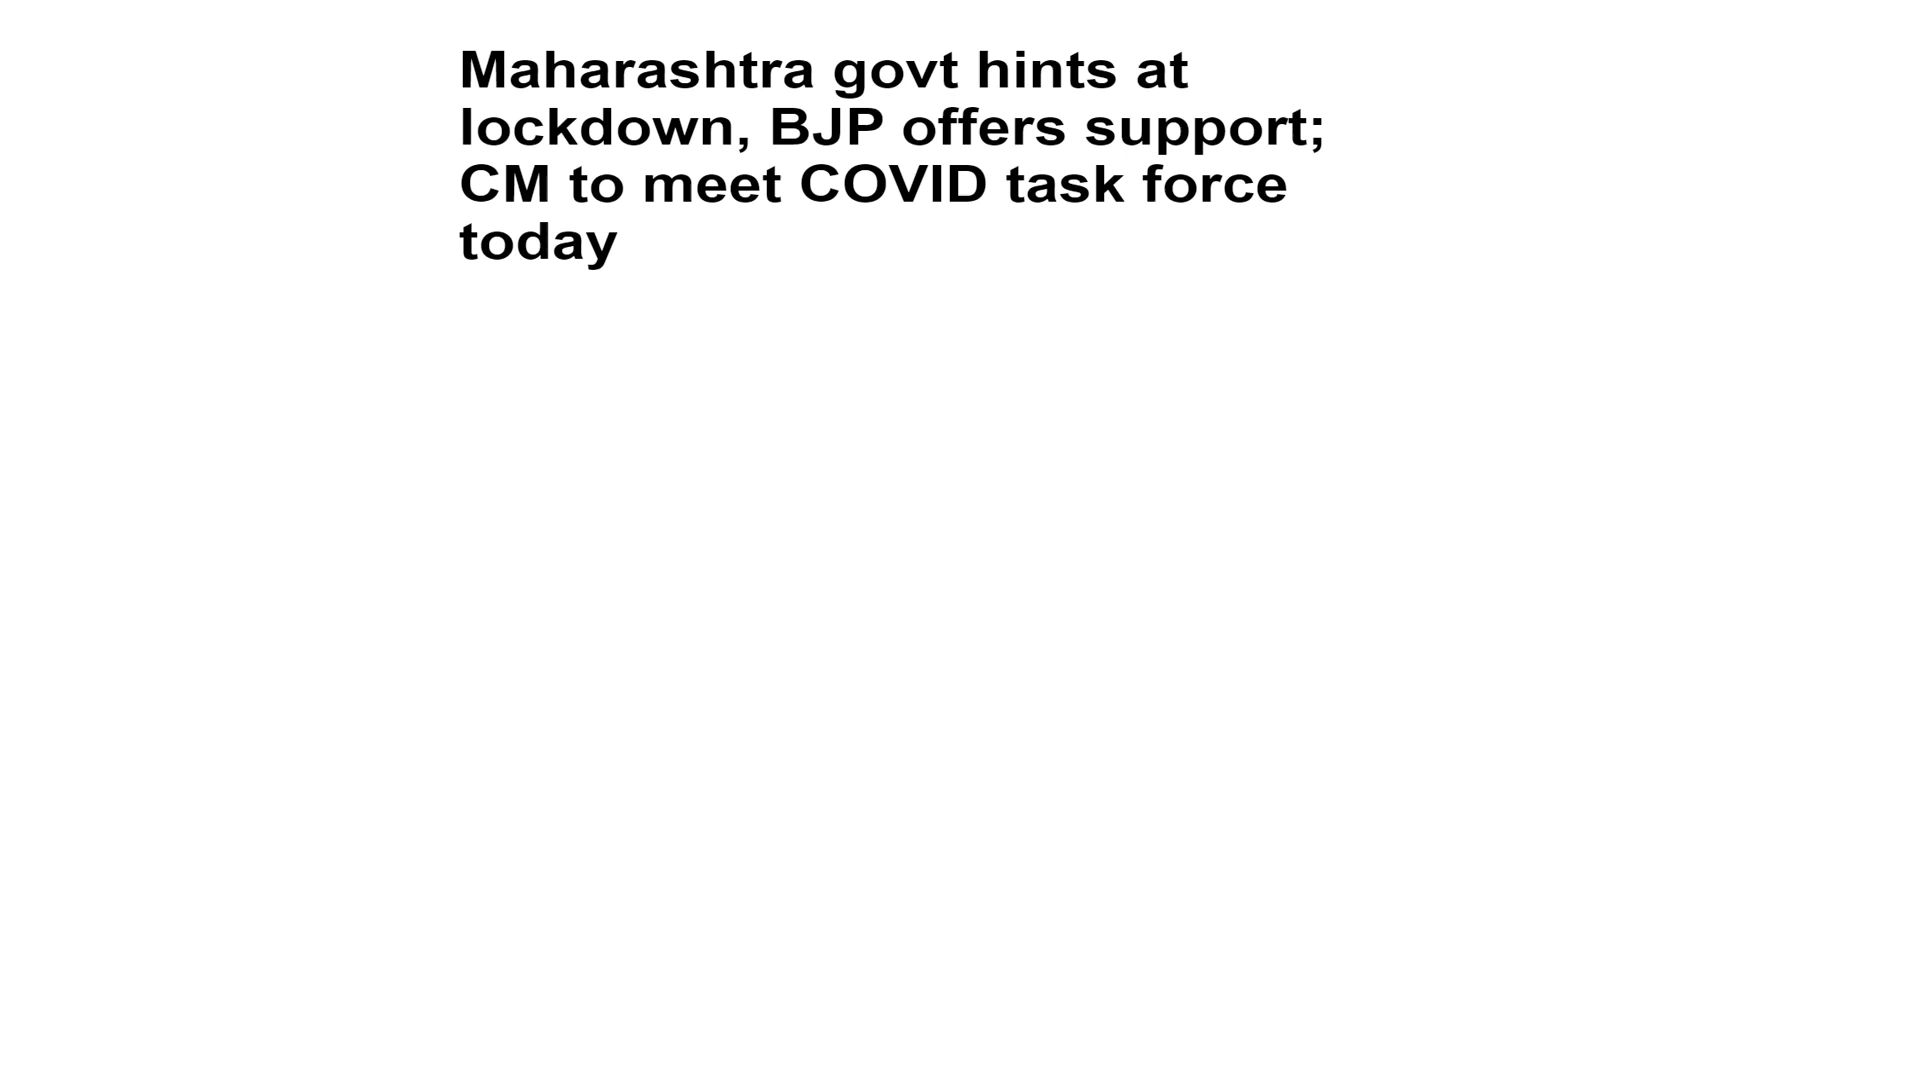 Maharashtra govt hints at
lockdown, BJP offers support;
CM to meet COVID task force
today